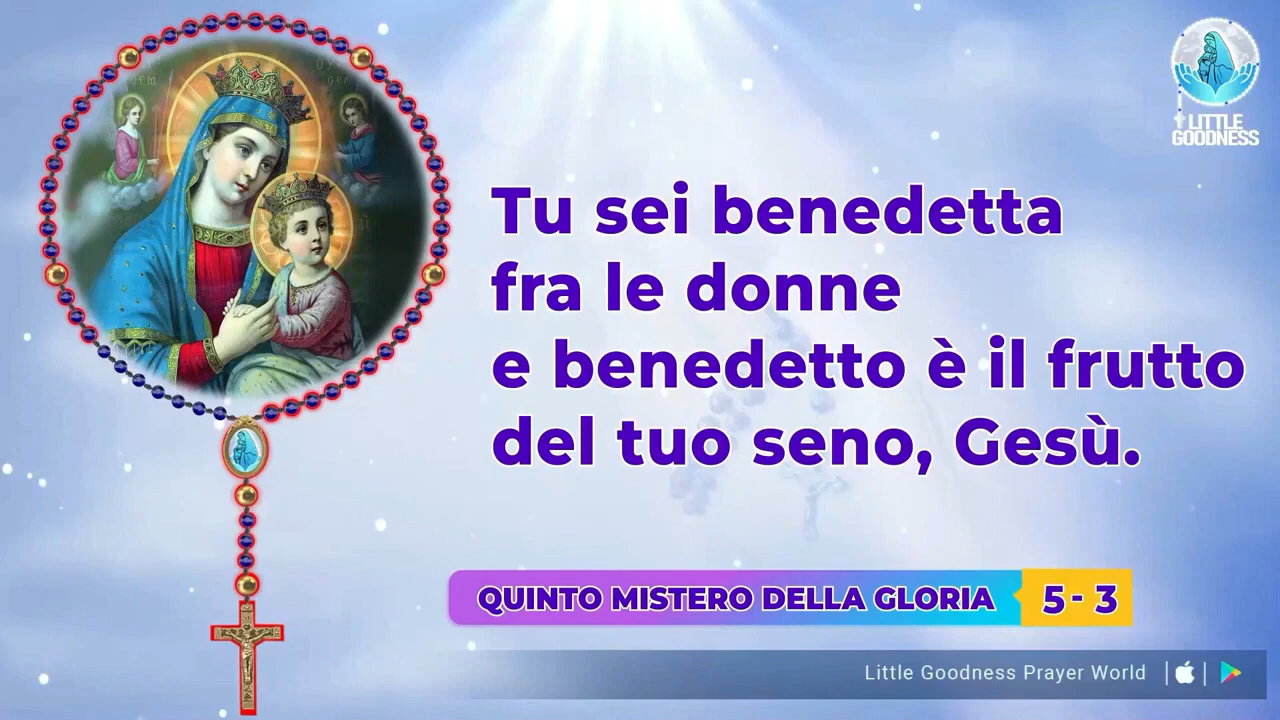 LITTLE
GOODNESS
Tu sei benedetta
fra le donne
e benedetto è il frutto
del tuo seno, Gesù.
QUINTO MISTERO DELLA GLORIA 5 - 3
Little Goodness Prayer World